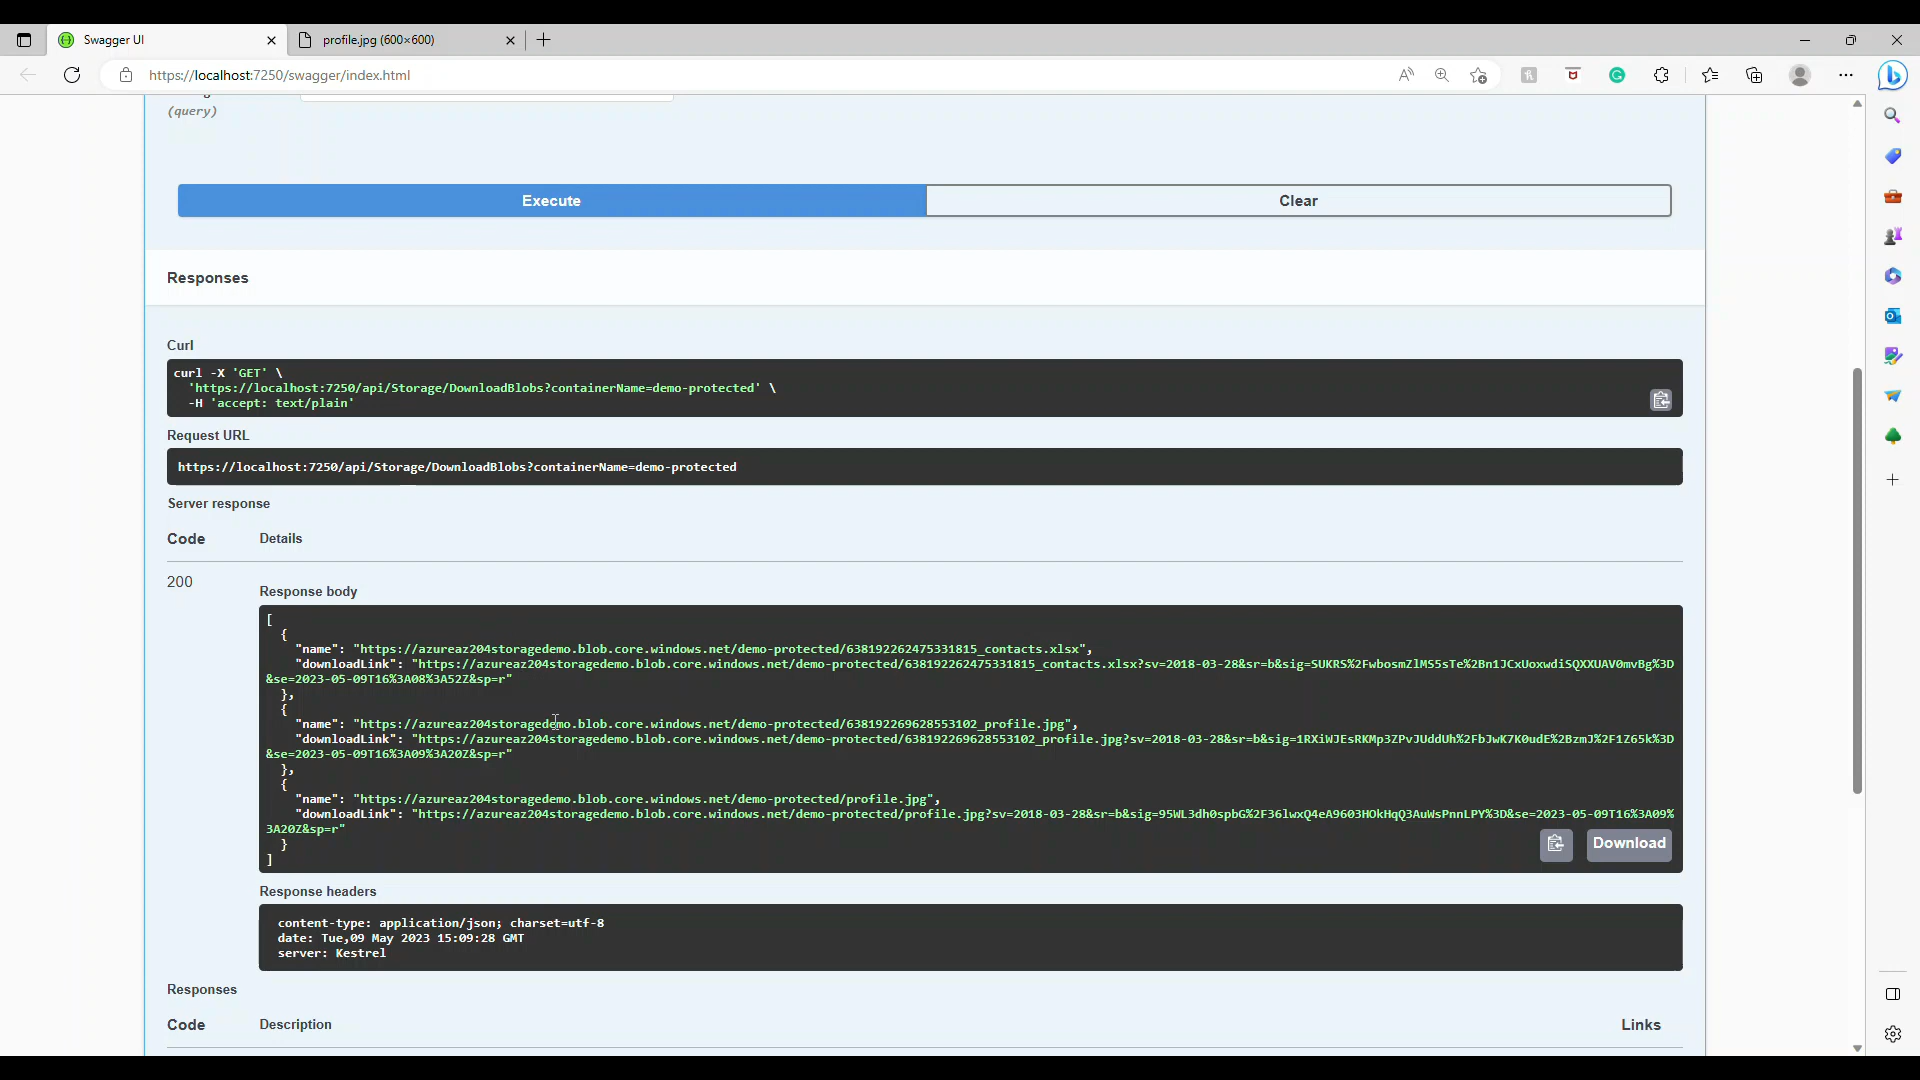 Swagger UI
profile.jpg (600×600)
https://localhost:7250/swagger/index.html
(query)
Execute
Clear
Responses
Curl
curl -X 'GET' \
'https://localhost:7250/api/Storage/DownloadBlobs?containerName=demo-protected' \
-H 'accept: text/plain'
Request URL
https://localhost:7250/api/Storage/DownloadBlobs?containerName=demo-protected
Server response
Code Details
200
Response body
[
{
"name": "https://azureaz204storagedemo.blob.core.windows.net/demo-protected/638192262475331815_contacts.xlsx",
"downloadLink": "https://azureaz204storagedemo.blob.core.windows.net/demo-protected/638192262475331815_contacts.xlsx?sv=2018-03-28&sr=b&sig=SUKRS%2FwbosmZlMS5sTe%2Bn1JCxUoxwdiSQXXUAV0mvBg%3D
&se=2023-05-09T16%3A08%3A52Z&sp=r"
},
{
"name": "https://azureaz204storagedemo.blob.core.windows.net/demo-protected/638192269628553102_profile.jpg",
"downloadLink": "https://azureaz204storagedemo.blob.core.windows.net/demo-protected/638192269628553102_profile.jpg?sv=2018-03-28&sr=b&sig=1RXiWJEsRKMp3ZPvJUddUh%2FbJwK7K0udE%2BzmJ%2F1Z65k%3D
&se=2023-05-09T16%3A09%3A20Z&sp=r"
},
{
"name": "https://azureaz204storagedemo.blob.core.windows.net/demo-protected/profile.jpg",
"downloadLink": "https://azureaz204storagedemo.blob.core.windows.net/demo-protected/profile.jpg?sv=2018-03-28&sr=b&sig=95WL3dh0spbG%2F36lwxQ4eA9603HOkHqQ3AuWsPnnLPY%3D&se=2023-05-09T16%3A09%
3A20Z&sp=r"
}
]
Download
Response headers
content-type: application/json; charset=utf-8
date: Tue,09 May 2023 15:09:28 GMT
server: Kestrel
Responses
Code Description Links